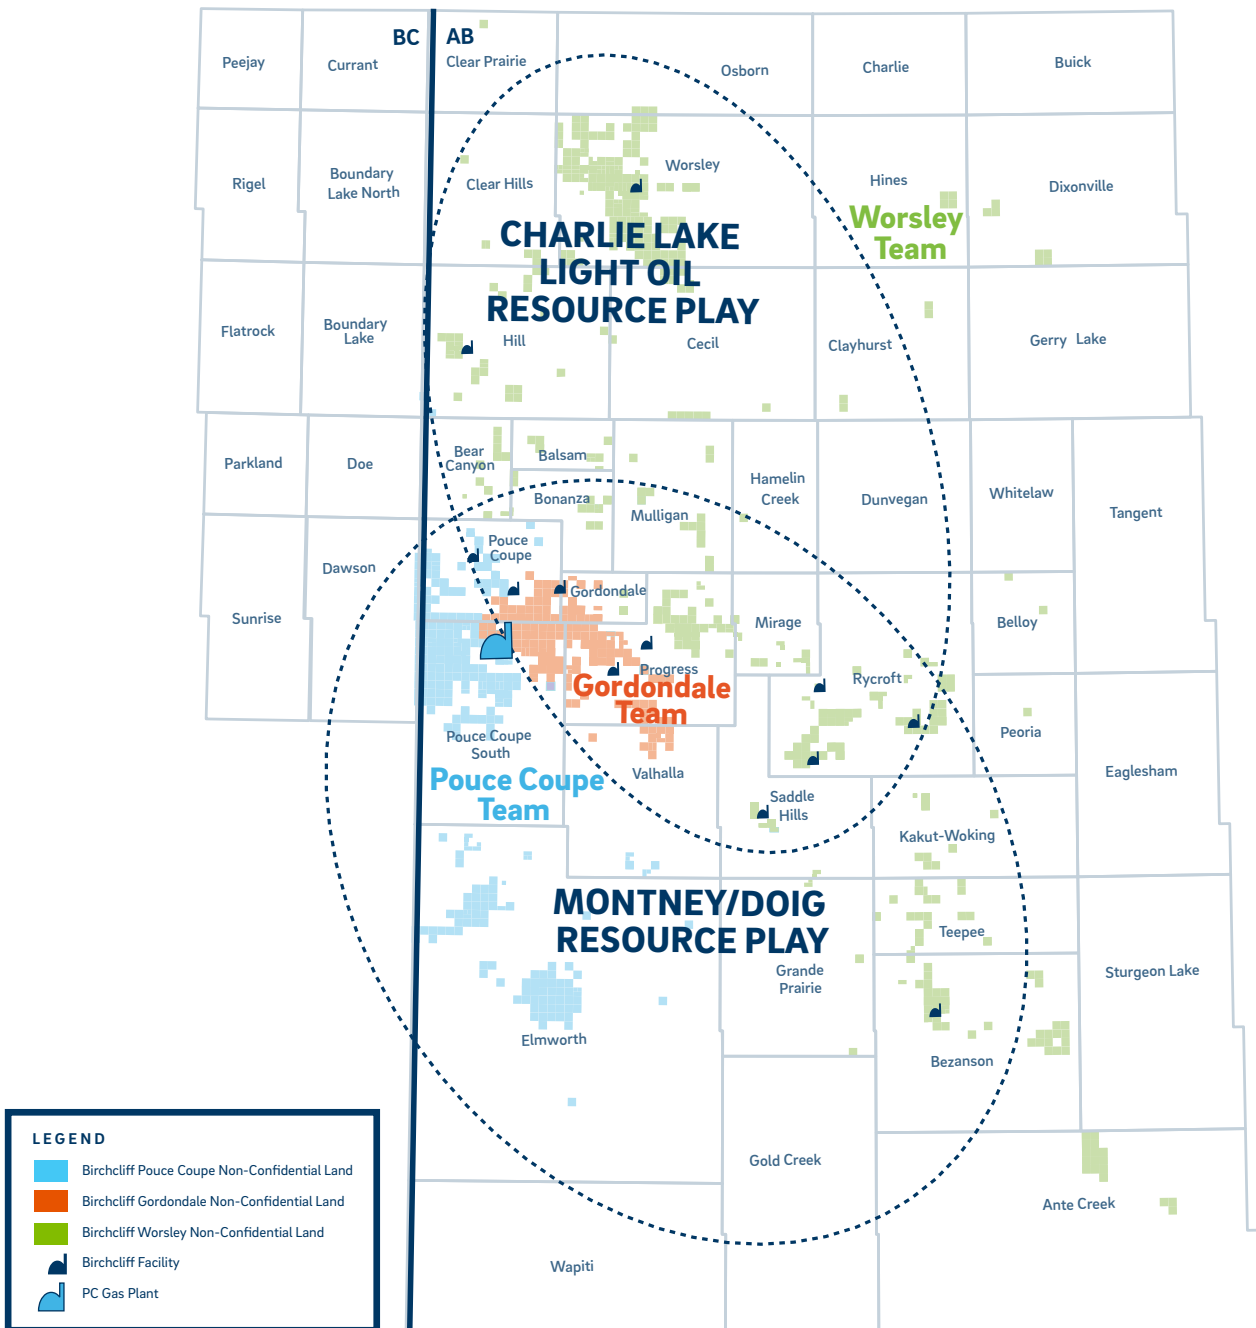 BC
AB
Peejay
Currant
Clear Prairie
Osborn
Charlie
Buick
Rigel
Boundary
Lake North
Clear Hills
Worsley
Hines
Dixonville
Worsley
Team
CHARLIE LAKE
LIGHT OIL
RESOURCE PLAY
Flatrock
Boundary
Lake
Hill
Cecil
Clayhurst
Gerry Lake
Parkland
Doe
Bear
Canyon
Balsam
Bonanza
Mulligan
Hamelin
Creek
Dunvegan
Whitelaw
Tangent
Dawson
Pouce
Coupe
Gordondale
Sunrise
Mirage
Belloy
Progress
Rycroft
Gordondale
Team
Pouce Coupe
South
Peoria
Valhalla
Eaglesham
Pouce Coupe
Team
Saddle
Hills
Kakut-Woking
MONTNEY/DOIG
RESOURCE PLAY
Teepee
Grande
Prairie
Sturgeon Lake
Elmworth
Bezanson
Gold Creek
Ante Creek
Wapiti
LEGEND
Birchcliff Pouce Coupe Non-Confidential Land
Birchcliff Gordondale Non-Confidential Land
Birchcliff Worsley Non-Confidential Land
Birchcliff Facility
PC Gas Plant